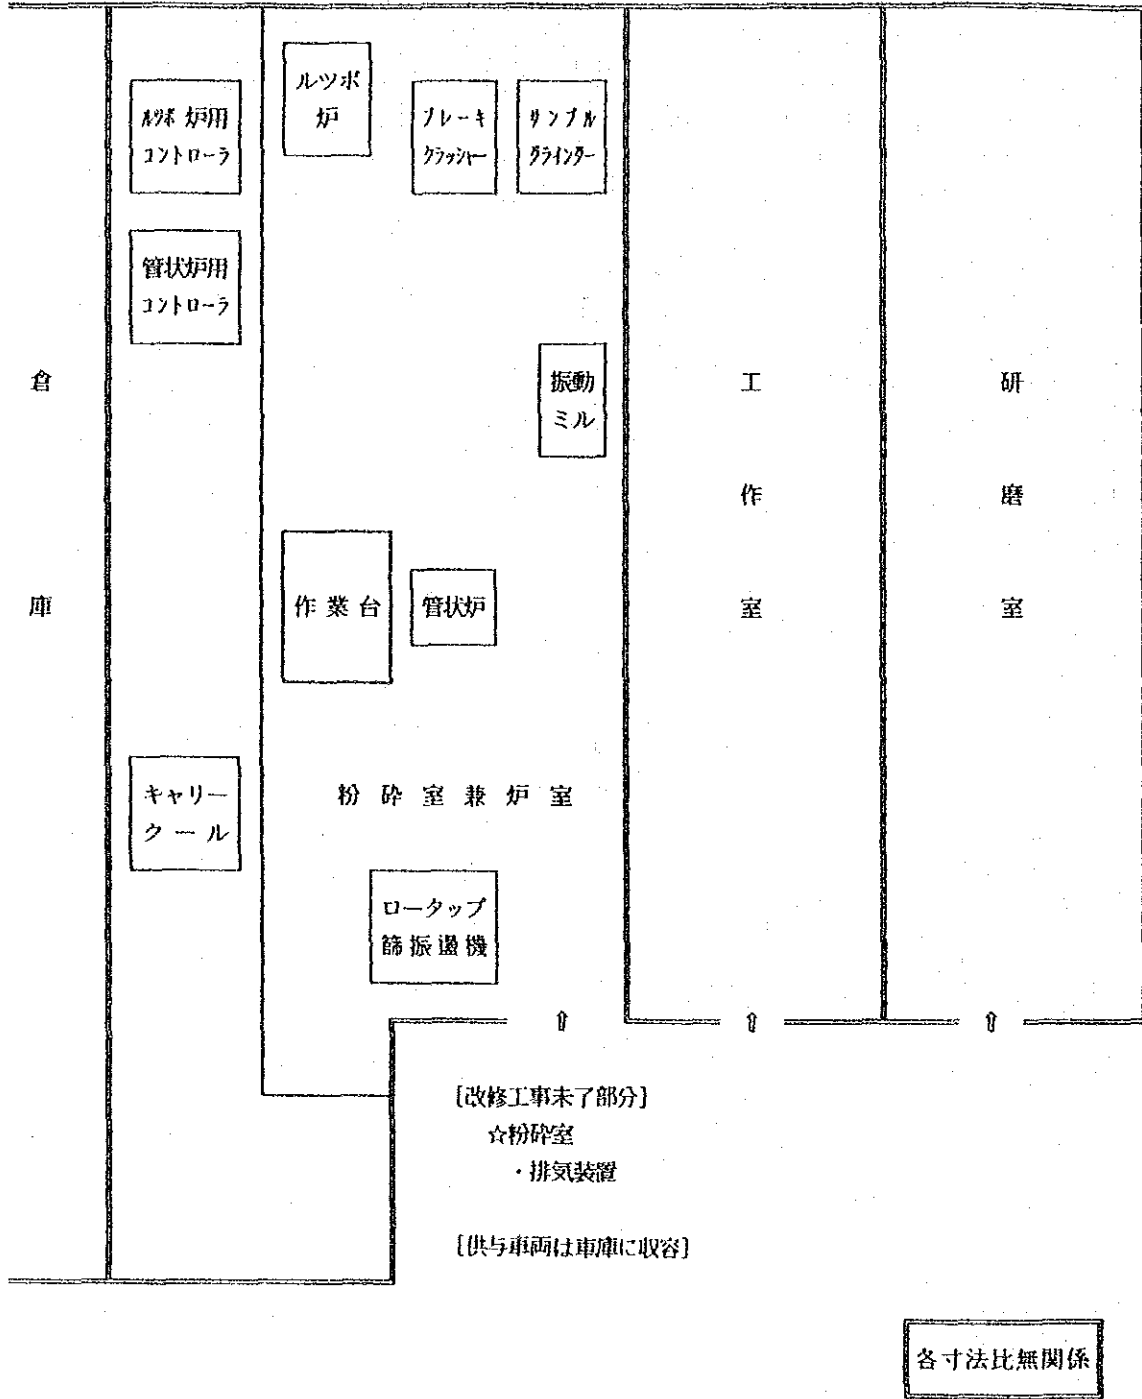 ルツボ
炉
ルツボ 炉用
コントローラ
ブレーキ
クラッシャー
サンプル
グラインダー
管状炉用
コントローラ
振動
ミル
倉
庫
工
作
室
研
磨
室
作 業 台
管状炉
キャリー
ク ー ル
粉 砕 室 兼 炉 室
ロータップ
篩振盪機
⇧
⇧
⇧
[改修工事未了部分]
☆粉砕室
・排気装置
[供与車両は車庫に収容]
各寸法比無関係